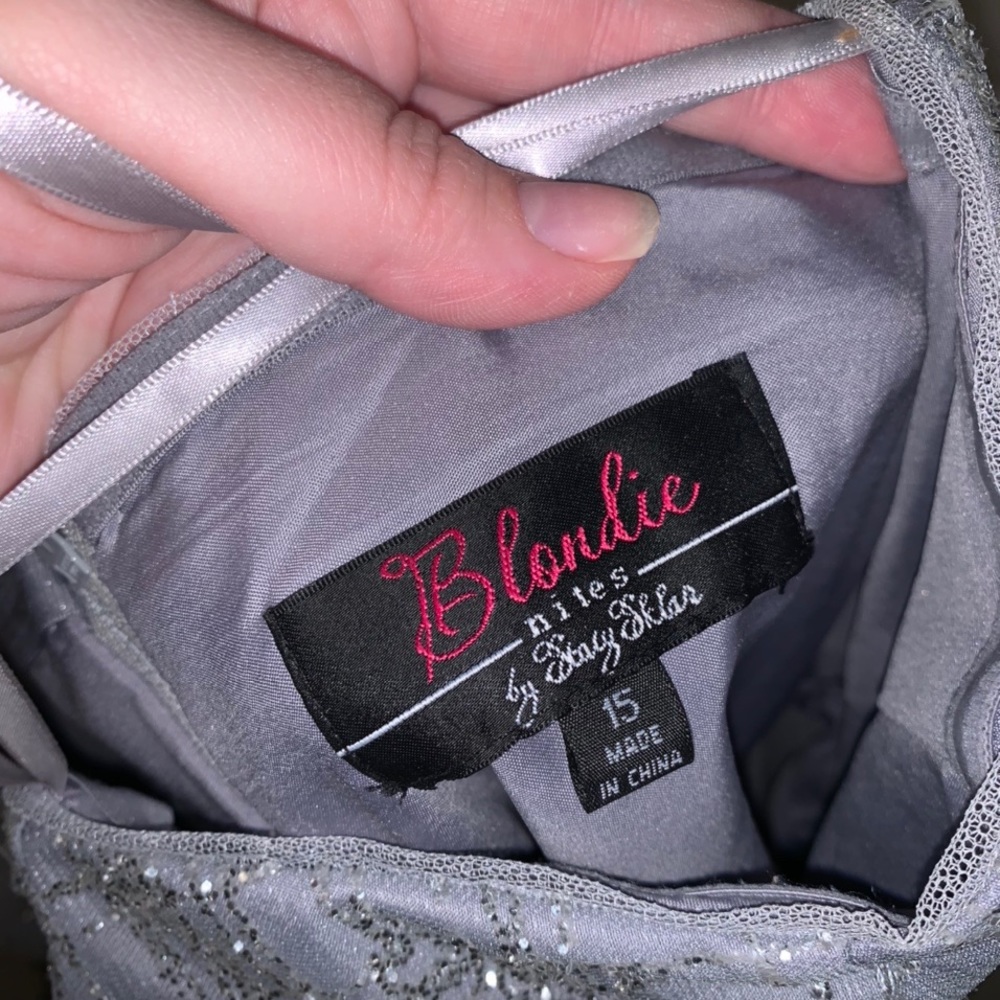 Blondie
nites
by Stacy Sklar
15
MADE
IN CHINA